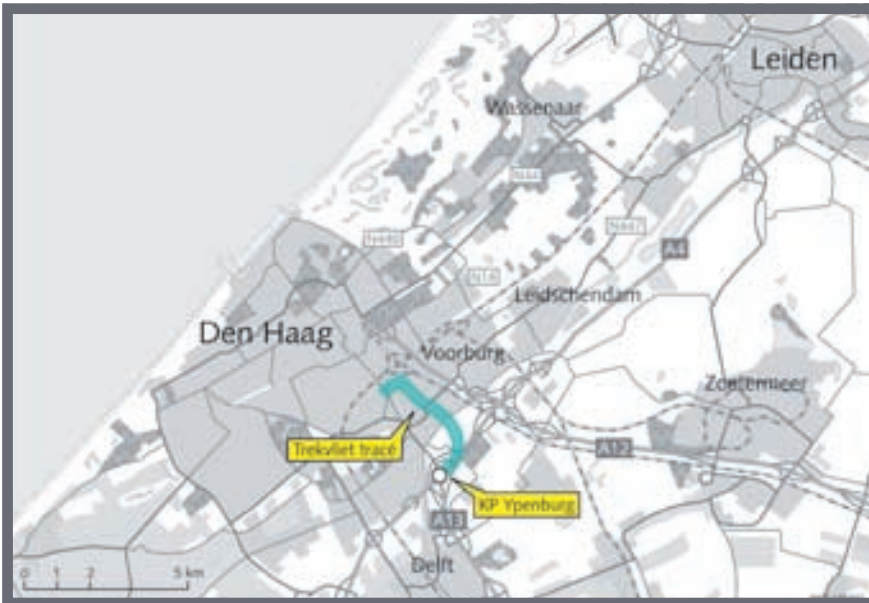 Leiden
Wassenaar
N44
N447
N440
A4
Leidschendam
Den Haag
Voorburg
Zoetermeer
Trekvliet tracé
A12
KP Ypenburg
A13
Delft
0 1 2 5 km